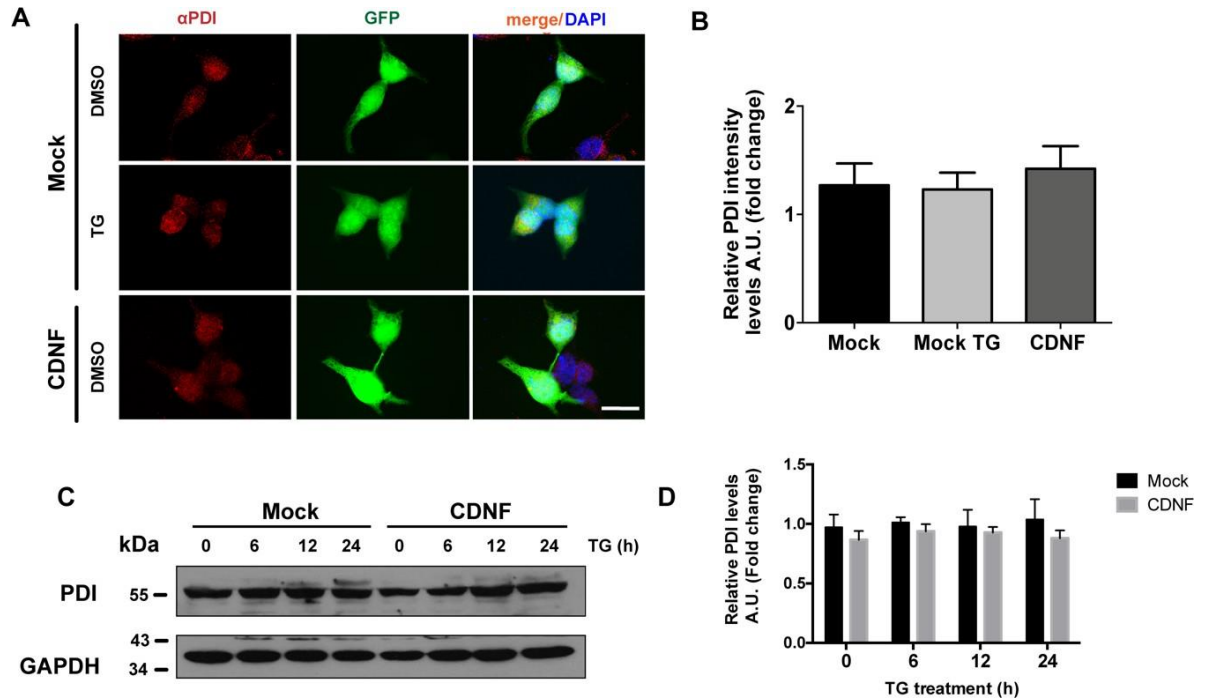 A
αPDI GFP merge/DAPI
Mock
DMSO
TG
CDNF
DMSO
B
Relative PDI intensity
levels A.U. (fold change)
2
1
0
Mock Mock TG CDNF
C
Mock CDNF
kDa 0 6 12 24 0 6 12 24 TG (h)
PDI 55
43
GAPDH 34
D
Relative PDI levels
A.U. (Fold change)
1.5
1.0
0.5
0.0
0 6 12 24
TG treatment (h)
Mock
CDNF